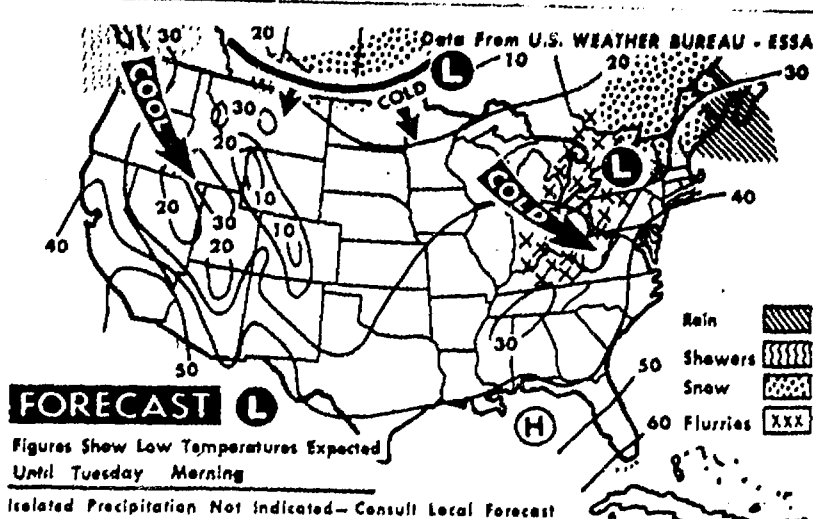 Data From U.S. WEATHER BUREAU - ESSA
30
20
L
10
20
30
COOL
COLD
30
20
L
COLD
10
20
30
10
20
40
40
30
50
50
60
H
Rain
Showers
Snow
Flurries XXX
FORECAST L
Figures Show Low Temperatures Expected
Until Tuesday Morning
Isolated Precipitation Not Indicated— Consult Local Forecast